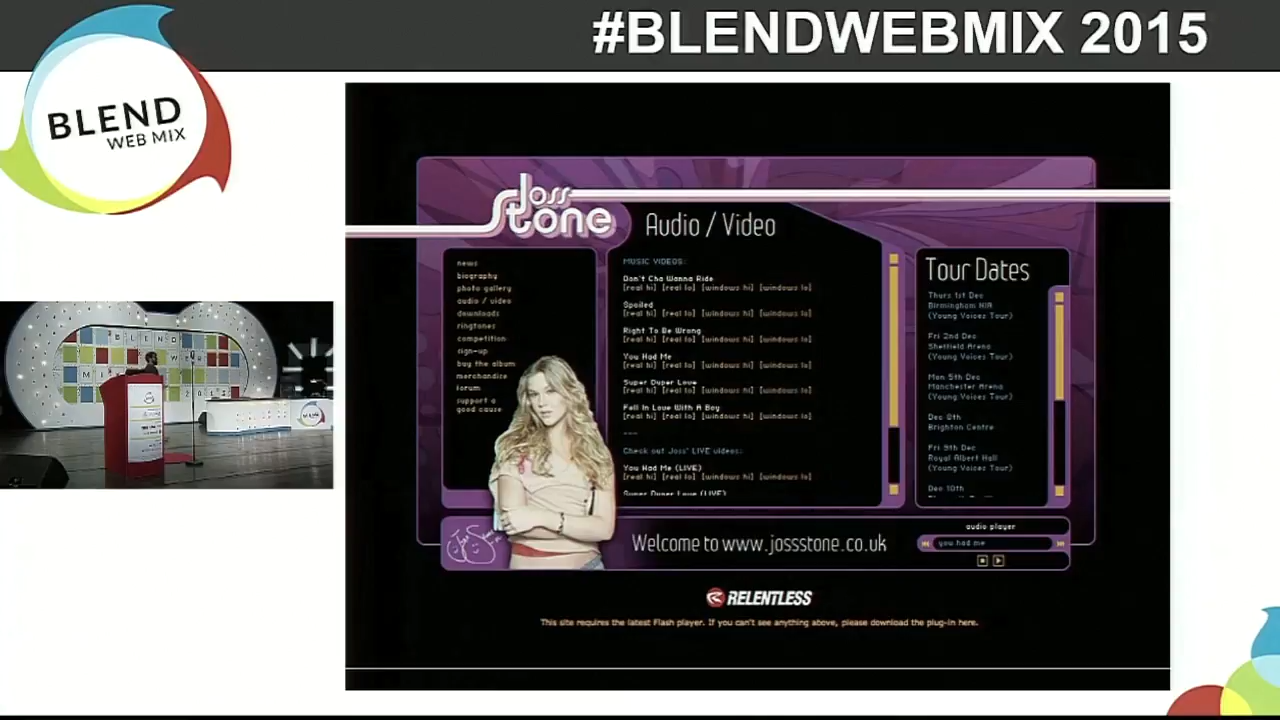 #BLENDWEBMIX 2015
BLEND
WEB MIX
Joss
Stone
Audio / Video
news
biography
photo gallery
audio / video
downloads
ringtones
competition
sign-up
buy the album
merchandise
forum
support a
good cause
MUSIC VIDEOS:
Don't Cha Wanna Ride
[real hi] [real lo] [windows hi] [windows lo]
Spoiled
[real hi] [real lo] [windows hi] [windows lo]
Right To Be Wrong
[real hi] [real lo] [windows hi] [windows lo]
You Had Me
[real hi] [real lo] [windows hi] [windows lo]
Super Duper Love
[real hi] [real lo] [windows hi] [windows lo]
Fell In Love With A Boy
[real hi] [real lo] [windows hi] [windows lo]
---
Check out Joss' LIVE videos:
You Had Me (LIVE)
[real hi] [real lo] [windows hi] [windows lo]
Super Duper Love (LIVE)
Tour Dates
Thurs 1st Dec
Birmingham NIA
(Young Voices Tour)
Fri 2nd Dec
Sheffield Arena
(Young Voices Tour)
Mon 5th Dec
Manchester Arena
(Young Voices Tour)
Dec 8th
Brighton Centre
Fri 9th Dec
Royal Albert Hall
(Young Voices Tour)
Dec 10th
Welcome to www.jossstone.co.uk
audio player
you had me
RELENTLESS
This site requires the latest Flash player. If you can't see anything above, please download the plug-in here.